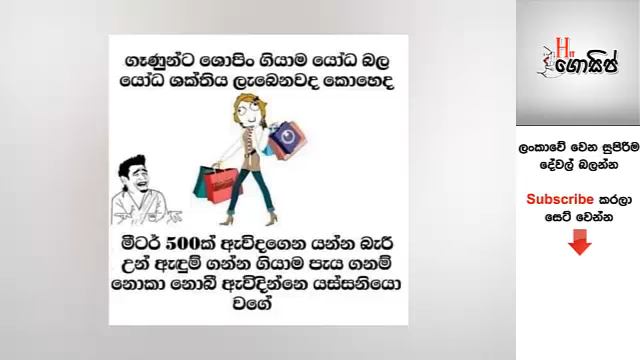 ගෑණුන්ට ශොපිං ගියාම යෝධ බල
යෝධ ශක්තිය ලැබෙනවද කොහෙද
මීටර් 500ක් ඇවිදගෙන යන්න බැරී
උන් ඇඳුම් ගන්න ගියාම පැය ගනම්
නොකා නොබී ඇවිදින්නෙ යස්සනියො
වගේ
ගොසිප්
ලංකාවේ වෙන සුපිරිම
දේවල් බලන්න
Subscribe කරලා
සෙට් වෙන්න